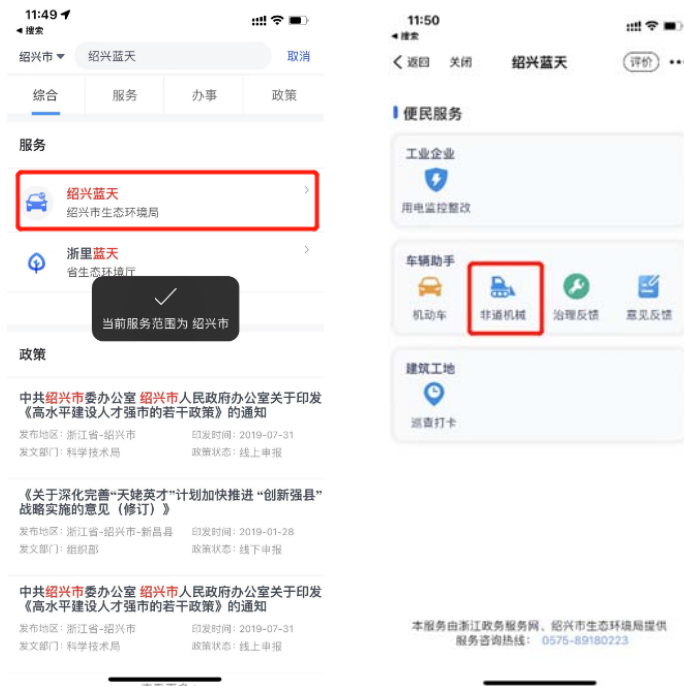 11:49
搜索
绍兴市
绍兴蓝天
取消
综合
服务
办事
政策
服务
绍兴蓝天
绍兴市生态环境局
浙里蓝天
省生态环境厅
当前服务范围为 绍兴市
政策
中共绍兴市委办公室 绍兴市人民政府办公室关于印发
《高水平建设人才强市的若干政策》的通知
发布地区：浙江省-绍兴市
印发时间：2019-07-31
发文部门：科学技术局
政策状态：线上申报
《关于深化完善“天姥英才”计划加快推进 “创新强县”
战略实施的意见（修订）》
发布地区：浙江省-绍兴市-新昌县
印发时间：2019-01-28
发文部门：组织部
政策状态：线下申报
中共绍兴市委办公室 绍兴市人民政府办公室关于印发
《高水平建设人才强市的若干政策》的通知
发布地区：浙江省-绍兴市
印发时间：2019-07-31
发文部门：科学技术局
政策状态：线上申报
11:50
搜索
返回
关闭
绍兴蓝天
评价
便民服务
工业企业
用电监控整改
车辆助手
机动车
非道机械
治理反馈
意见反馈
建筑工地
巡查打卡
本服务由浙江政务服务网、绍兴市生态环境局提供
服务咨询热线： 0575-89180223